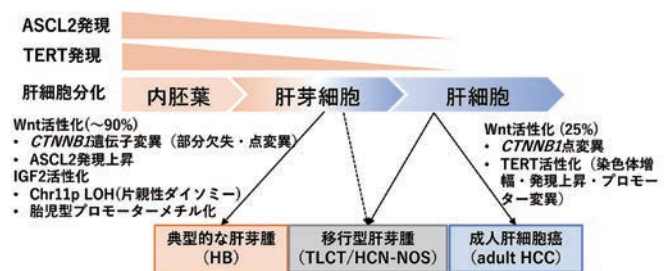 ASCL2発現
TERT発現
肝細胞分化
内胚葉
肝芽細胞
肝細胞
Wnt活性化(～90%)
• CTNNB1遺伝子変異（部分欠失・点変異）
• ASCL2発現上昇
IGF2活性化
• Chr11p LOH(片親性ダイソミー)
• 胎児型プロモーターメチル化
Wnt活性化 (25%)
• CTNNB1点変異
• TERT活性化（染色体増
幅・発現上昇・プロモー
ター変異）
典型的な肝芽腫
(HB)
移行型肝芽腫
(TLCT/HCN-NOS)
成人肝細胞癌
(adult HCC)